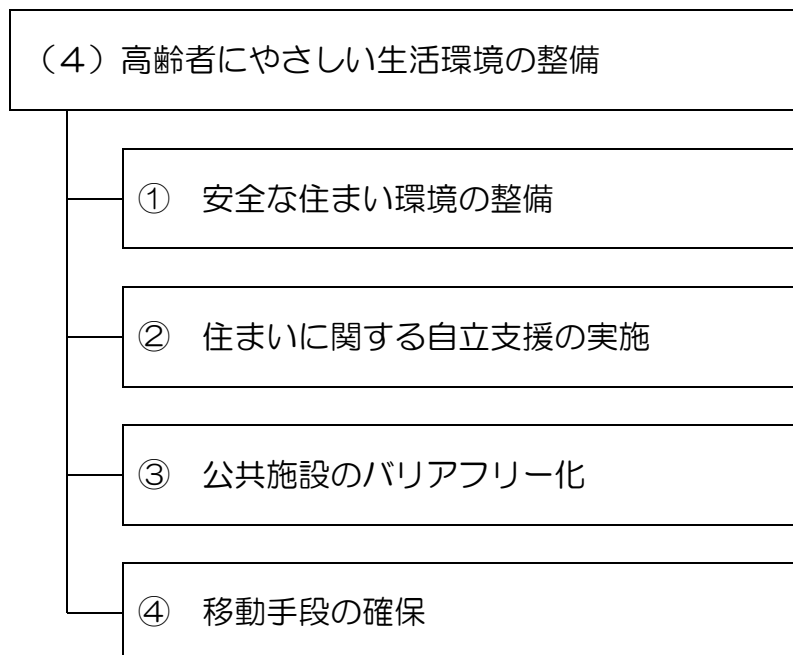 （４）高齢者にやさしい生活環境の整備
①　安全な住まい環境の整備
②　住まいに関する自立支援の実施
③　公共施設のバリアフリー化
④　移動手段の確保